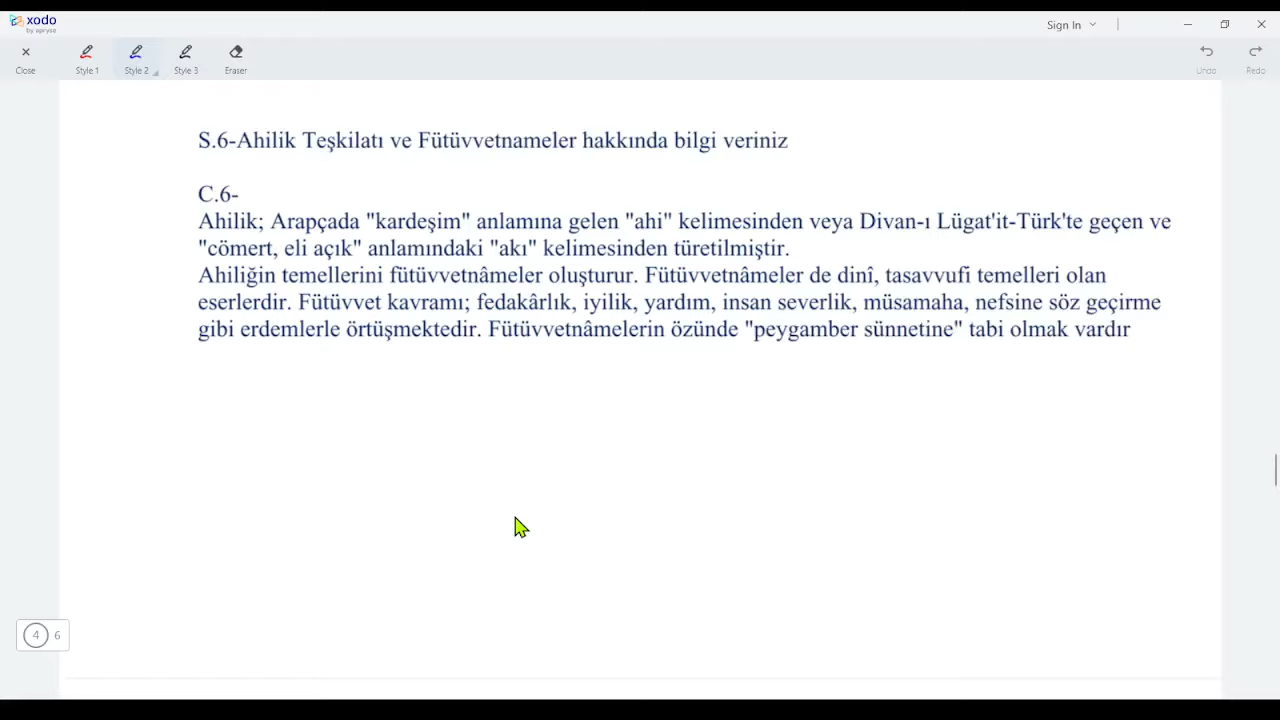 xodo
by apryse
Sign In
Close
Style 1
Style 2
Style 3
Eraser
Undo
Redo
S.6-Ahilik Teşkilatı ve Fütüvvetnameler hakkında bilgi veriniz
C.6-
Ahilik; Arapçada "kardeşim" anlamına gelen "ahi" kelimesinden veya Divan-ı Lügat'it-Türk'te geçen ve
"cömert, eli açık" anlamındaki "akı" kelimesinden türetilmiştir.
Ahiliğin temellerini fütüvvetnâmeler oluşturur. Fütüvvetnâmeler de dinî, tasavvufi temelleri olan
eserlerdir. Fütüvvet kavramı; fedakârlık, iyilik, yardım, insan severlik, müsamaha, nefsine söz geçirme
gibi erdemlerle örtüşmektedir. Fütüvvetnâmelerin özünde "peygamber sünnetine" tabi olmak vardır
4 6